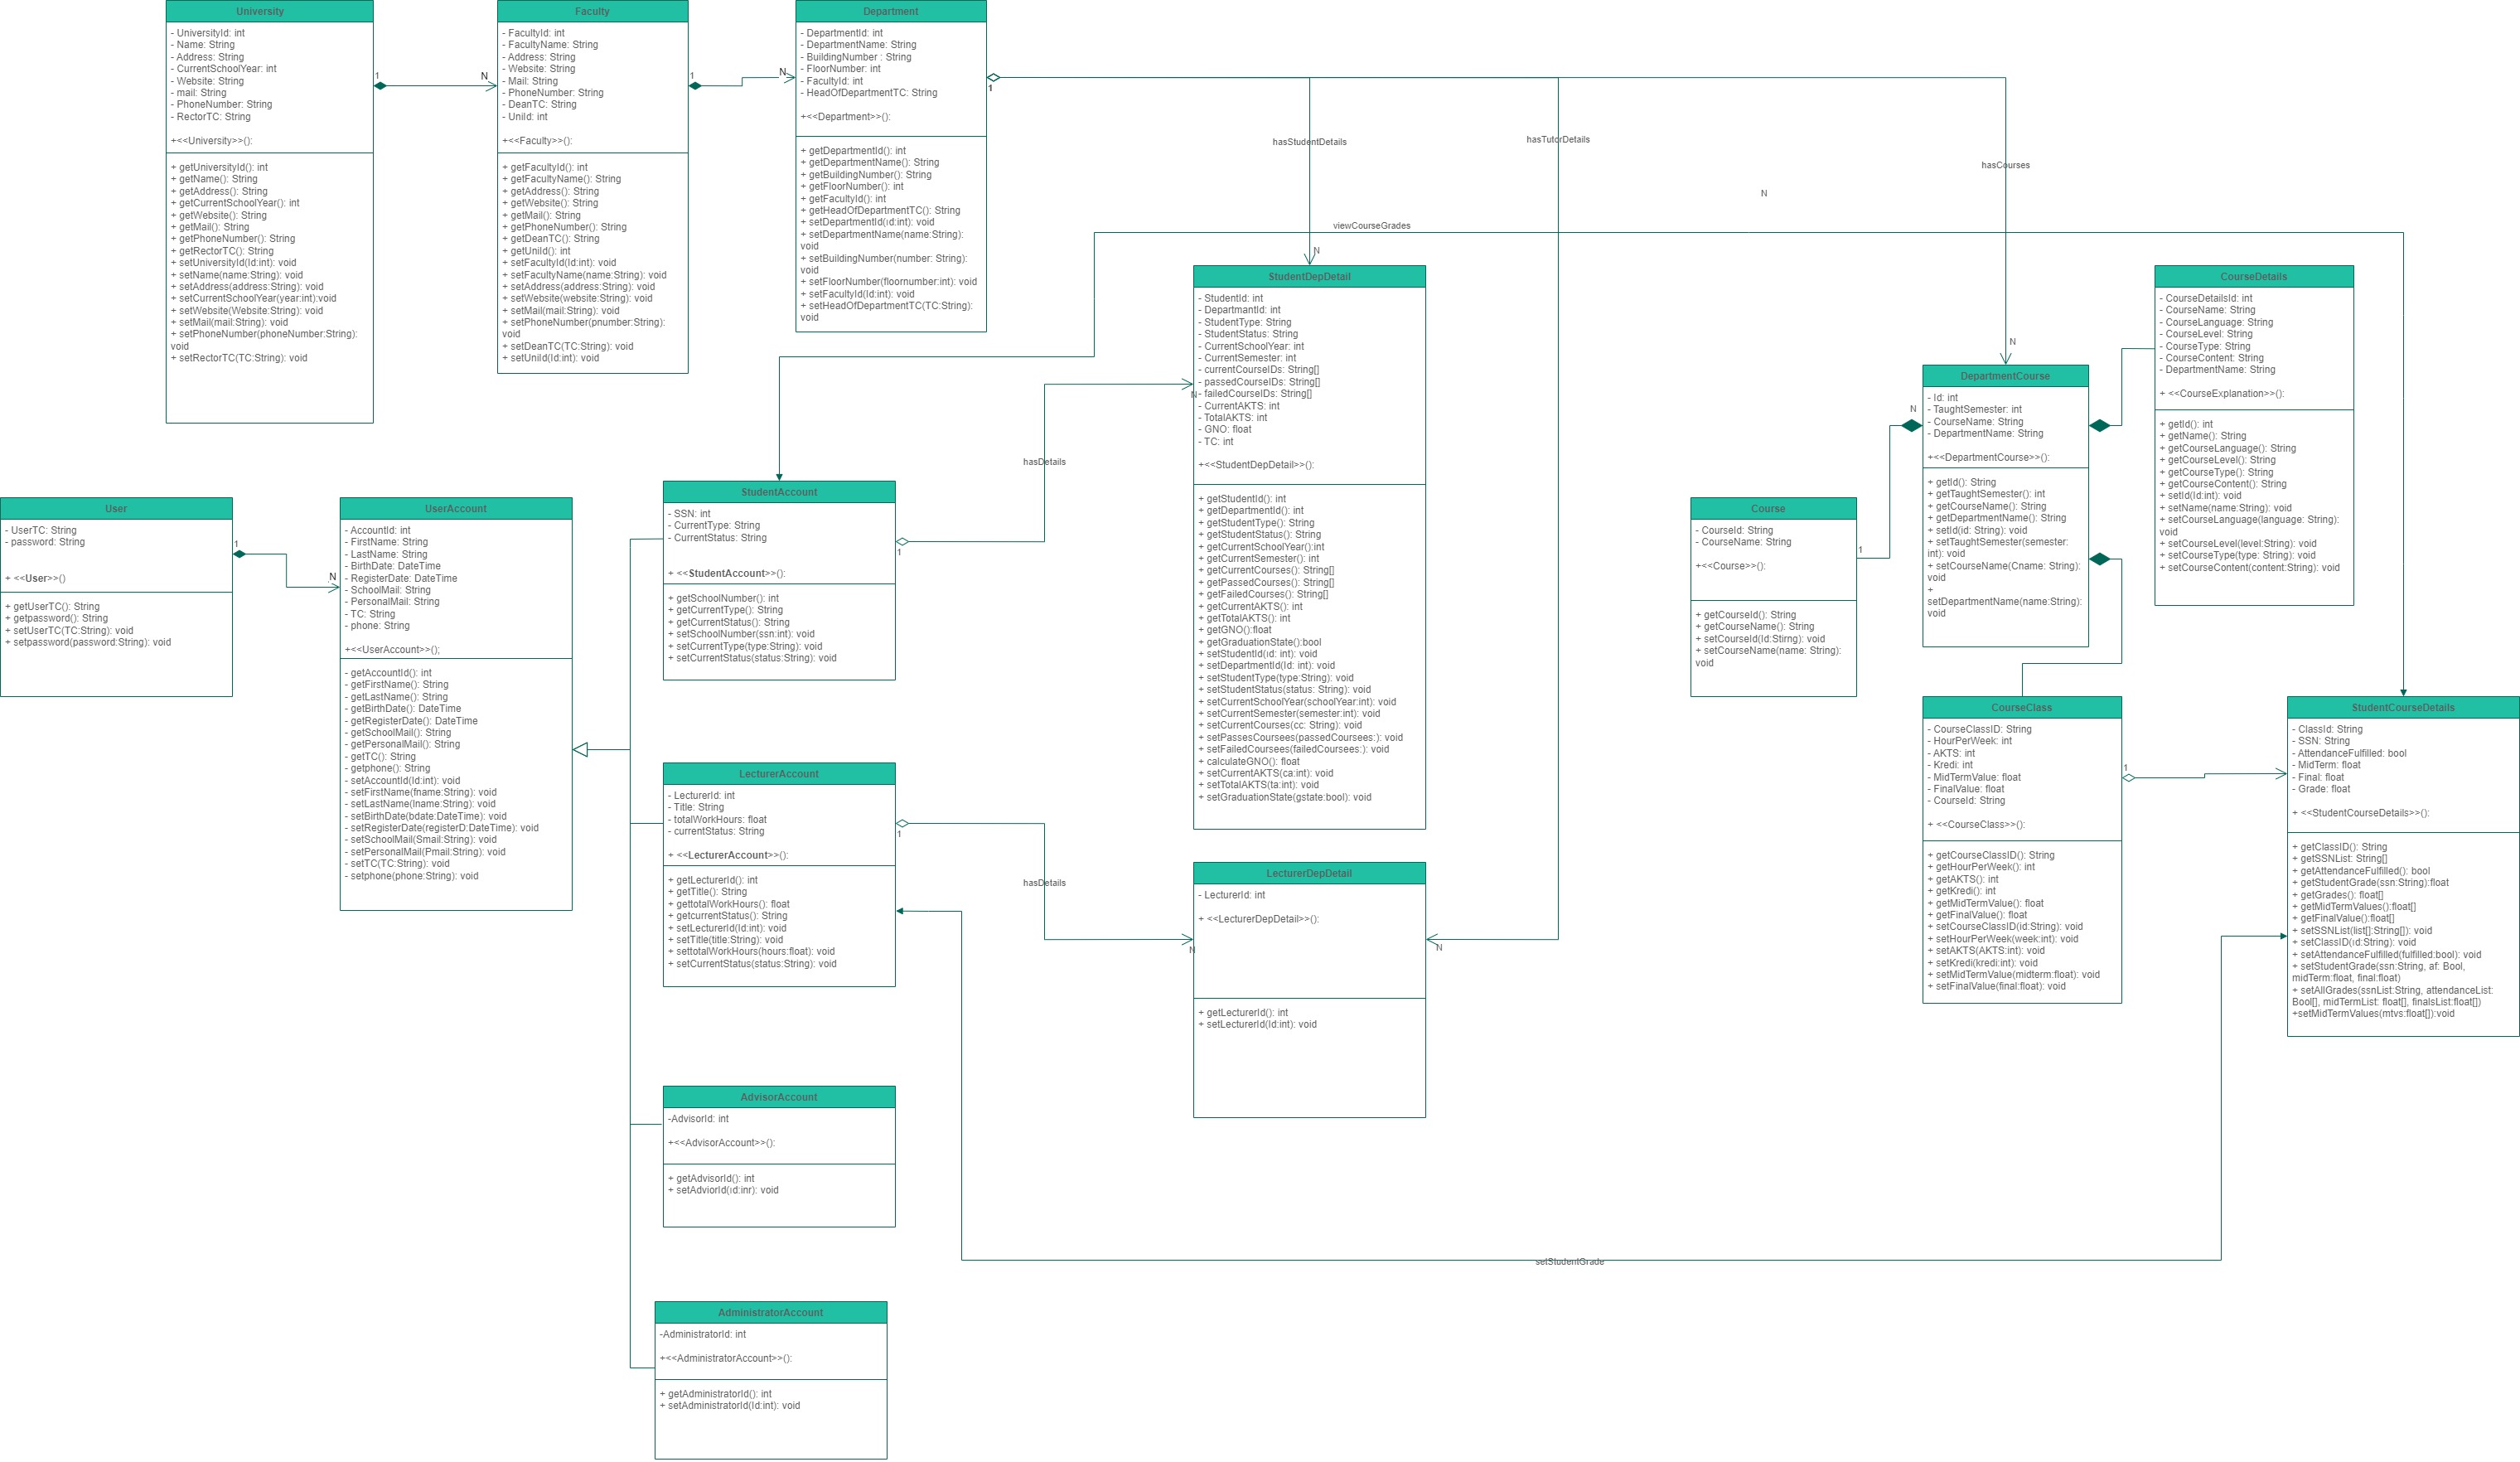 University
- UniversityId: int
- Name: String
- Address: String
- CurrentSchoolYear: int
- Website: String
- mail: String
- PhoneNumber: String
- RectorTC: String
+<<University>>():
+ getUniversityId(): int
+ getName(): String
+ getAddress(): String
+ getCurrentSchoolYear(): int
+ getWebsite(): String
+ getMail(): String
+ getPhoneNumber(): String
+ getRectorTC(): String
+ setUniversityId(Id:int): void
+ setName(name:String): void
+ setAddress(address:String): void
+ setCurrentSchoolYear(year:int):void
+ setWebsite(Website:String): void
+ setMail(mail:String): void
+ setPhoneNumber(phoneNumber:String):
void
+ setRectorTC(TC:String): void
1
N
Faculty
- FacultyId: int
- FacultyName: String
- Address: String
- Website: String
- Mail: String
- PhoneNumber: String
- DeanTC: String
- UniId: int
+<<Faculty>>():
+ getFacultyId(): int
+ getFacultyName(): String
+ getAddress(): String
+ getWebsite(): String
+ getMail(): String
+ getPhoneNumber(): String
+ getDeanTC(): String
+ getUniId(): int
+ setFacultyId(Id:int): void
+ setFacultyName(name:String): void
+ setAddress(address:String): void
+ setWebsite(website:String): void
+ setMail(mail:String): void
+ setPhoneNumber(pnumber:String):
void
+ setDeanTC(TC:String): void
+ setUniId(Id:int): void
1
N
Department
- DepartmentId: int
- DepartmentName: String
- BuildingNumber : String
- FloorNumber: int
- FacultyId: int
- HeadOfDepartmentTC: String
+<<Department>>():
+ getDepartmentId(): int
+ getDepartmentName(): String
+ getBuildingNumber(): String
+ getFloorNumber(): int
+ getFacultyId(): int
+ getHeadOfDepartmentTC(): String
+ setDepartmentId(ıd:int): void
+ setDepartmentName(name:String):
void
+ setBuildingNumber(number: String):
void
+ setFloorNumber(floornumber:int): void
+ setFacultyId(Id:int): void
+ setHeadOfDepartmentTC(TC:String):
void
1
hasStudentDetails
hasTutorDetails
hasCourses
N
viewCourseGrades
N
N
StudentDepDetail
- StudentId: int
- DepartmanId: int
- StudentType: String
- StudentStatus: String
- CurrentSchoolYear: int
- CurrentSemester: int
- currentCourseIDs: String[]
- passedCourseIDs: String[]
- failedCourseIDs: String[]
- CurrentAKTS: int
- TotalAKTS: int
- GNO: float
- TC: int
+<<StudentDepDetail>>():
+ getStudentId(): int
+ getDepartmentId(): int
+ getStudentType(): String
+ getStudentStatus(): String
+ getCurrentSchoolYear():int
+ getCurrentSemester(): int
+ getCurrentCourses(): String[]
+ getPassedCourses(): String[]
+ getFailedCourses(): String[]
+ getCurrentAKTS(): int
+ getTotalAKTS(): int
+ getGNO():float
+ getGraduationState():bool
+ setStudentId(ıd: int): void
+ setDepartmentId(Id: int): void
+ setStudentType(type:String): void
+ setStudentStatus(status: String): void
+ setCurrentSchoolYear(schoolYear:int): void
+ setCurrentSemester(semester:int): void
+ setCurrentCourses(cc: String): void
+ setPassesCoursees(passedCoursees:): void
+ setFailedCoursees(failedCoursees:): void
+ calculateGNO(): float
+ setCurrentAKTS(ca:int): void
+ setTotalAKTS(ta:int): void
+ setGraduationState(gstate:bool): void
N
hasDetails
CourseDetails
- CourseDetailsId: int
- CourseName: String
- CourseLanguage: String
- CourseLevel: String
- CourseType: String
- CourseContent: String
- DepartmentName: String
+ <<CourseExplanation>>():
+ getId(): int
+ getName(): String
+ getCourseLanguage(): String
+ getCourseLevel(): String
+ getCourseType(): String
+ getCourseContent(): String
+ setId(Id:int): void
+ setName(name:String): void
+ setCourseLanguage(language: String):
void
+ setCourseLevel(level:String): void
+ setCourseType(type: String): void
+ setCourseContent(content:String): void
DepartmentCourse
- Id: int
- TaughtSemester: int
- CourseName: String
- DepartmentName: String
+<<DepartmentCourse>>():
+ getId(): String
+ getTaughtSemester(): int
+ getCourseName(): String
+ getDepartmentName(): String
+ setId(id: String): void
+ setTaughtSemester(semester:
int): void
+ setCourseName(Cname: String):
void
+
setDepartmentName(name:String):
void
N
1
Course
- CourseId: String
- CourseName: String
+<<Course>>():
+ getCourseId(): String
+ getCourseName(): String
+ setCourseId(Id:Stirng): void
+ setCourseName(name: String):
void
User
- UserTC: String
- password: String
+ <<User>>()
+ getUserTC(): String
+ getpassword(): String
+ setUserTC(TC:String): void
+ setpassword(password:String): void
1
N
UserAccount
- AccountId: int
- FirstName: String
- LastName: String
- BirthDate: DateTime
- RegisterDate: DateTime
- SchoolMail: String
- PersonalMail: String
- TC: String
- phone: String
+<<UserAccount>>();
- getAccountId(): int
- getFirstName(): String
- getLastName(): String
- getBirthDate(): DateTime
- getRegisterDate(): DateTime
- getSchoolMail(): String
- getPersonalMail(): String
- getTC(): String
- getphone(): String
- setAccountId(Id:int): void
- setFirstName(fname:String): void
- setLastName(lname:String): void
- setBirthDate(bdate:DateTime): void
- setRegisterDate(registerD:DateTime): void
- setSchoolMail(Smail:String): void
- setPersonalMail(Pmail:String): void
- setTC(TC:String): void
- setphone(phone:String): void
StudentAccount
- SSN: int
- CurrentType: String
- CurrentStatus: String
+ <<StudentAccount>>():
+ getSchoolNumber(): int
+ getCurrentType(): String
+ getCurrentStatus(): String
+ setSchoolNumber(ssn:int): void
+ setCurrentType(type:String): void
+ setCurrentStatus(status:String): void
1
LecturerAccount
- LecturerId: int
- Title: String
- totalWorkHours: float
- currentStatus: String
+ <<LecturerAccount>>():
+ getLecturerId(): int
+ getTitle(): String
+ gettotalWorkHours(): float
+ getcurrentStatus(): String
+ setLecturerId(Id:int): void
+ setTitle(title:String): void
+ settotalWorkHours(hours:float): void
+ setCurrentStatus(status:String): void
1
hasDetails
N
N
LecturerDepDetail
- LecturerId: int
+ <<LecturerDepDetail>>():
+ getLecturerId(): int
+ setLecturerId(Id:int): void
CourseClass
- CourseClassID: String
- HourPerWeek: int
- AKTS: int
- Kredi: int
- MidTermValue: float
- FinalValue: float
- CourseId: String
+ <<CourseClass>>():
+ getCourseClassID(): String
+ getHourPerWeek(): int
+ getAKTS(): int
+ getKredi(): int
+ getMidTermValue(): float
+ getFinalValue(): float
+ setCourseClassID(id:String): void
+ setHourPerWeek(week:int): void
+ setAKTS(AKTS:int): void
+ setKredi(kredi:int): void
+ setMidTermValue(midterm:float): void
+ setFinalValue(final:float): void
1
StudentCourseDetails
- ClassId: String
- SSN: String
- AttendanceFulfilled: bool
- MidTerm: float
- Final: float
- Grade: float
+ <<StudentCourseDetails>>():
+ getClassID(): String
+ getSSNList: String[]
+ getAttendanceFulfilled(): bool
+ getStudentGrade(ssn:String):float
+ getGrades(): float[]
+ getMidTermValues():float[]
+ getFinalValue():float[]
+ setSSNList(list[]:String[]): void
+ setClassID(ıd:String): void
+ setAttendanceFulfilled(fulfilled:bool): void
+ setStudentGrade(ssn:String, af: Bool,
midTerm:float, final:float)
+ setAllGrades(ssnList:String, attendanceList:
Bool[], midTermList: float[], finalsList:float[])
+setMidTermValues(mtvs:float[]):void
AdvisorAccount
-AdvisorId: int
+<<AdvisorAccount>>():
+ getAdvisorId(): int
+ setAdviorId(ıd:inr): void
setStudentGrade
AdministratorAccount
-AdministratorId: int
+<<AdministratorAccount>>():
+ getAdministratorId(): int
+ setAdministratorId(Id:int): void